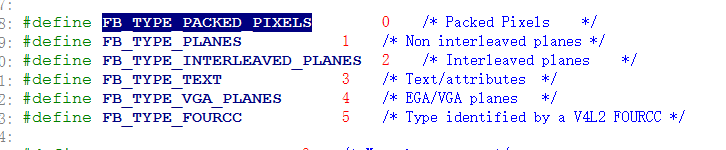 7:
8: #define FB_TYPE_PACKED_PIXELS 0 /* Packed Pixels */
9: #define FB_TYPE_PLANES 1 /* Non interleaved planes */
0: #define FB_TYPE_INTERLEAVED_PLANES 2 /* Interleaved planes */
1: #define FB_TYPE_TEXT 3 /* Text/attributes */
2: #define FB_TYPE_VGA_PLANES 4 /* EGA/VGA planes */
3: #define FB_TYPE_FOURCC 5 /* Type identified by a V4L2 FOURCC */
4: